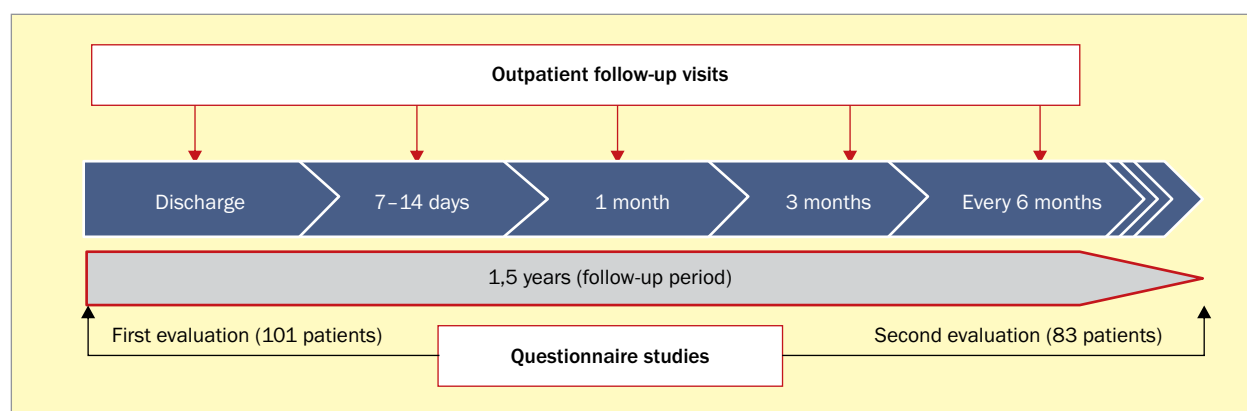 Outpatient follow-up visits
Discharge
7–14 days
1 month
3 months
Every 6 months
1,5 years (follow-up period)
First evaluation (101 patients)
Second evaluation (83 patients)
Questionnaire studies